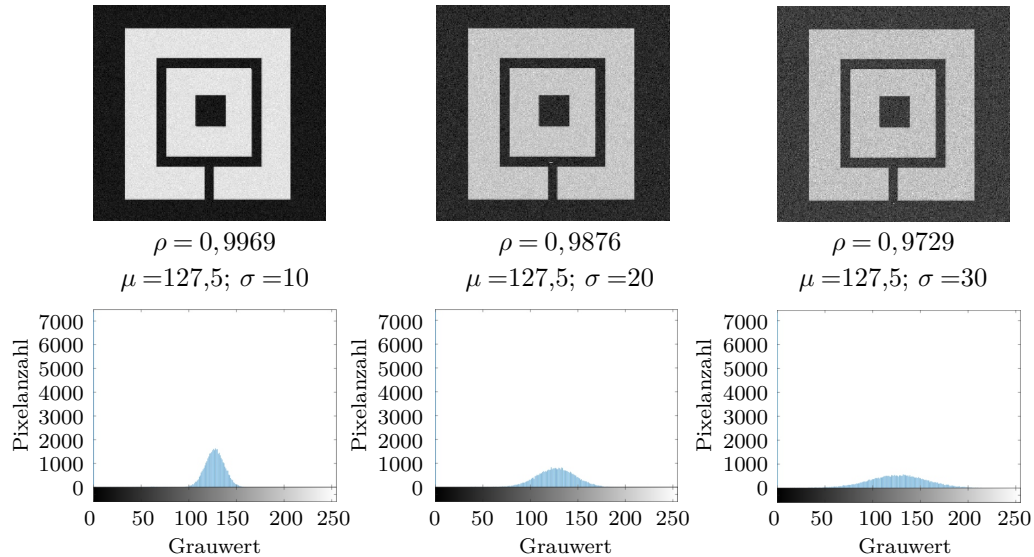 ρ = 0,9969
ρ = 0,9876
ρ = 0,9729
μ =127,5; σ =10
μ =127,5; σ =20
μ =127,5; σ =30
Pixelanzahl
7000
6000
5000
4000
3000
2000
1000
0
0 50 100 150 200 250
Grauwert
Pixelanzahl
7000
6000
5000
4000
3000
2000
1000
0
0 50 100 150 200 250
Grauwert
Pixelanzahl
7000
6000
5000
4000
3000
2000
1000
0
0 50 100 150 200 250
Grauwert